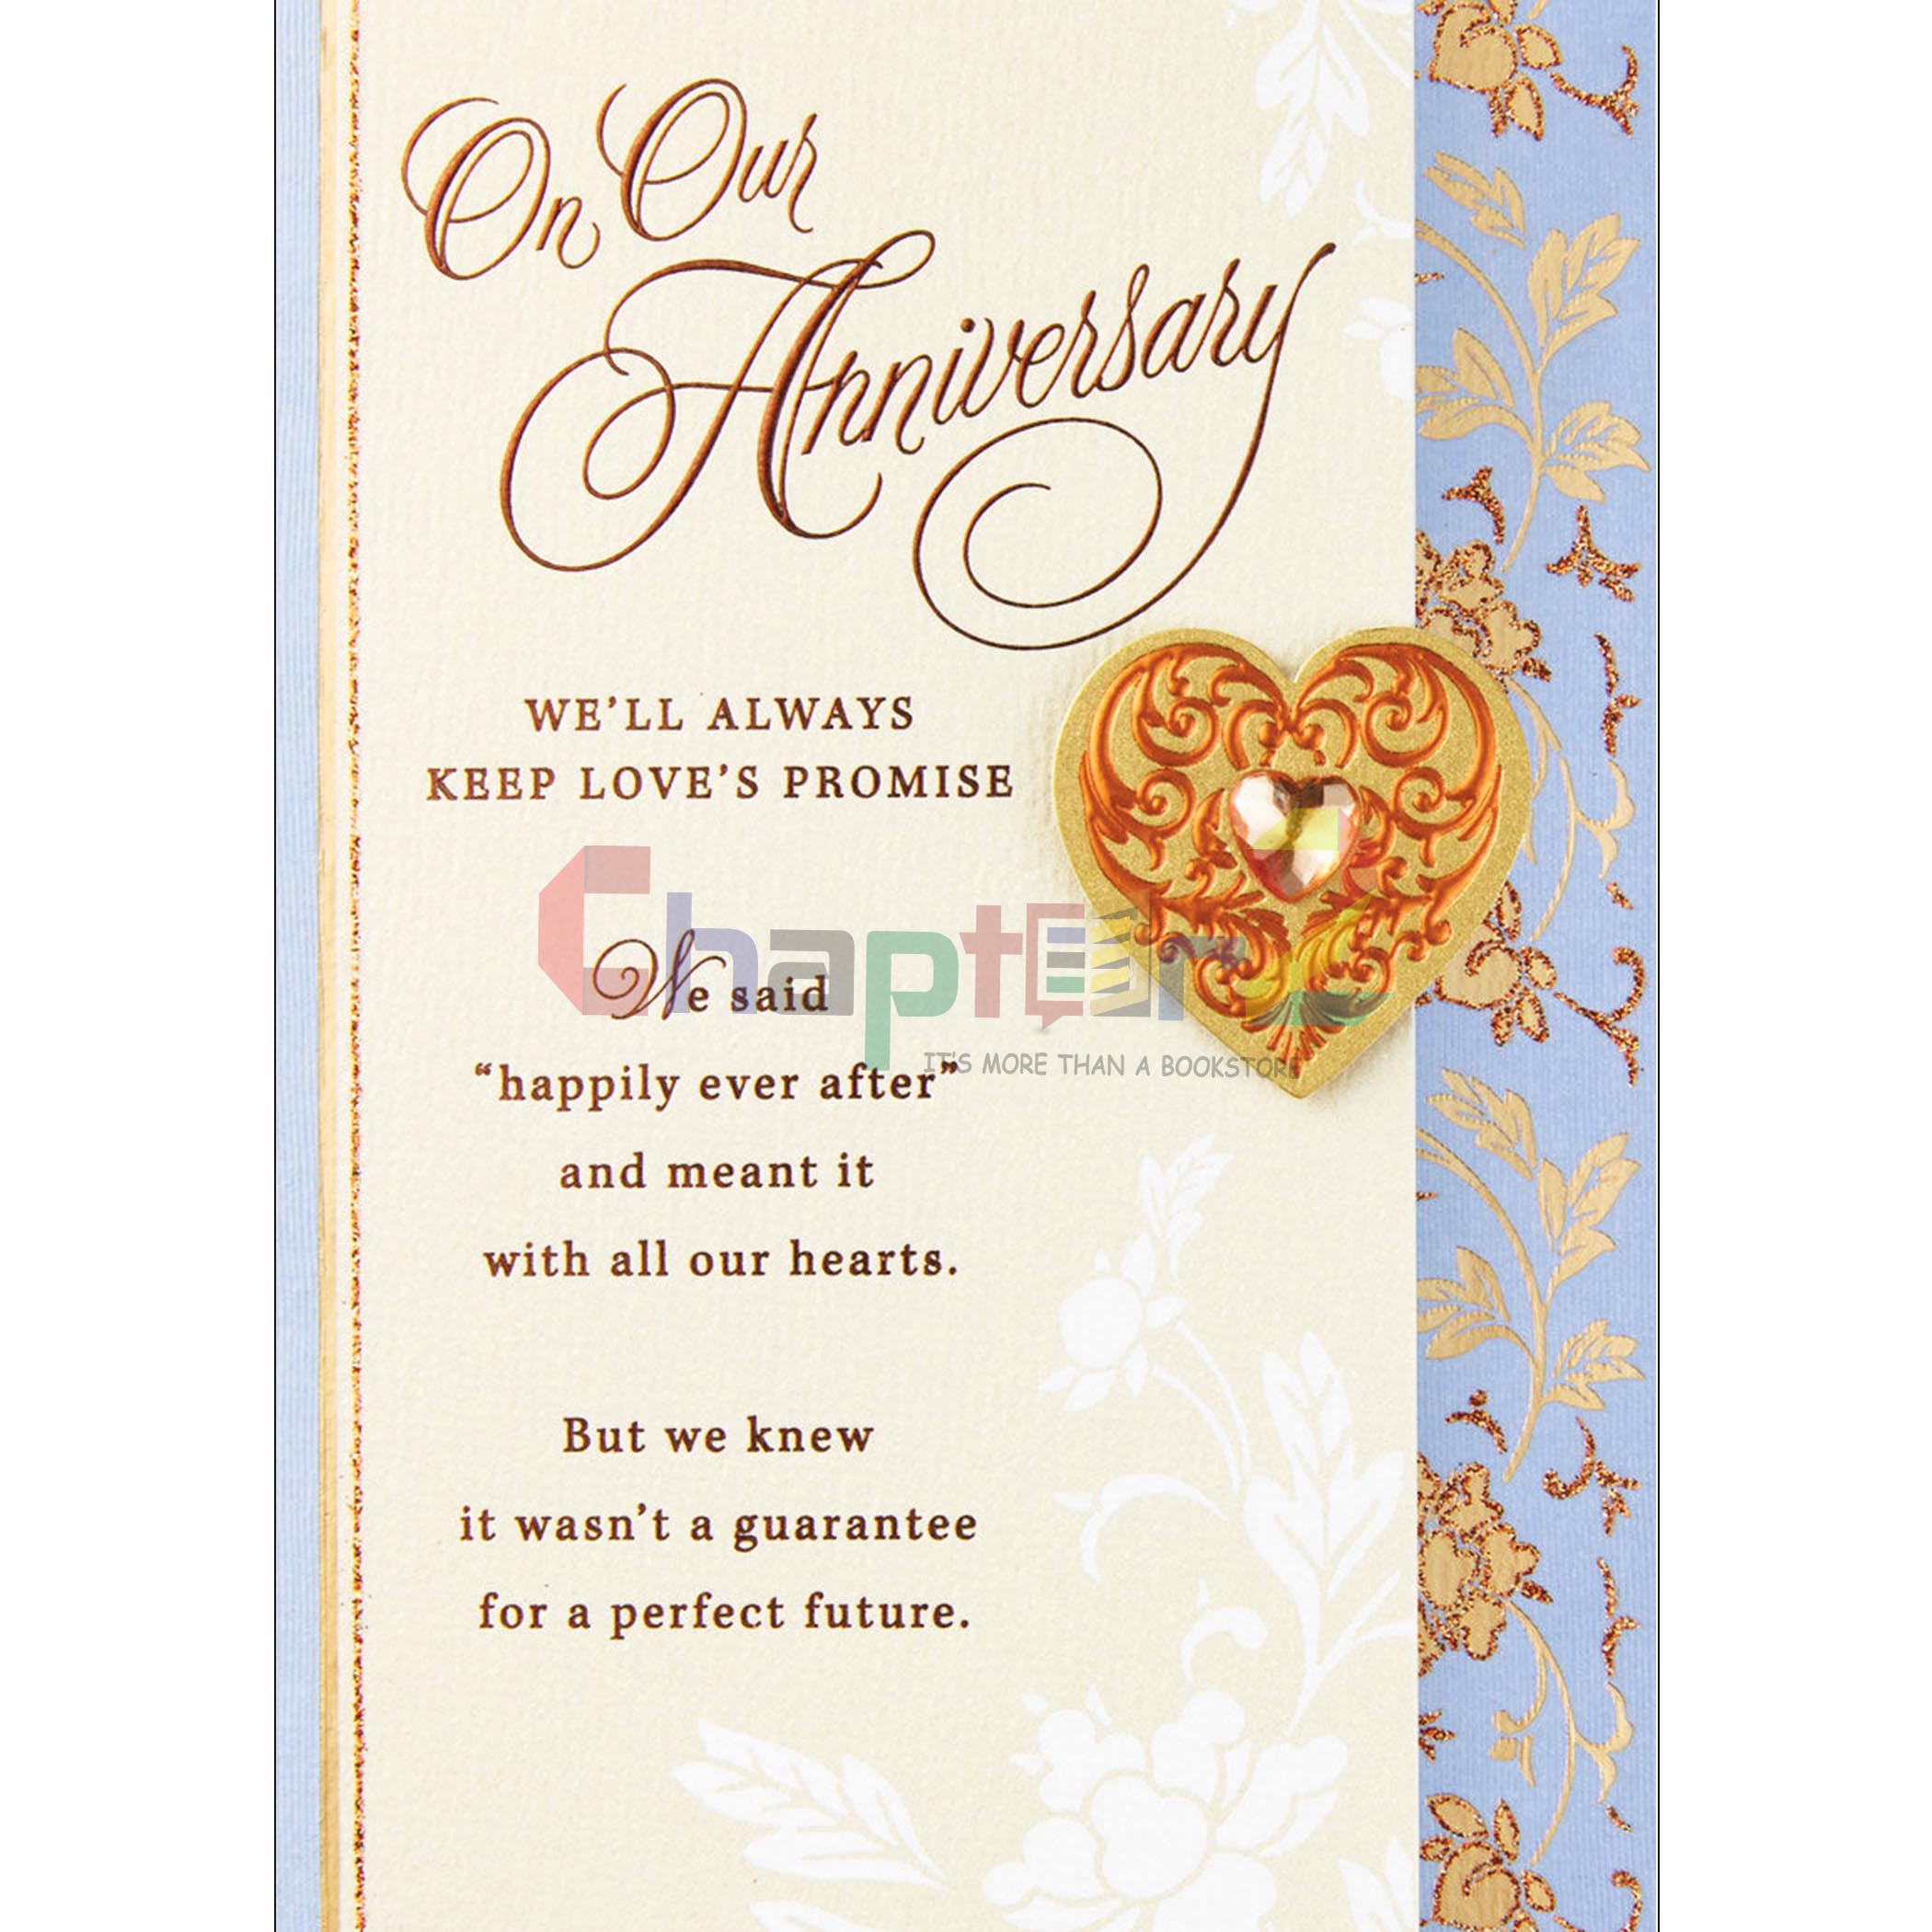 On Our
Anniversary
WE’LL ALWAYS
KEEP LOVE’S PROMISE
Chapter
We said
IT'S MORE THAN A BOOKSTORE
“happily ever after”
and meant it
with all our hearts.
But we knew
it wasn’t a guarantee
for a perfect future.